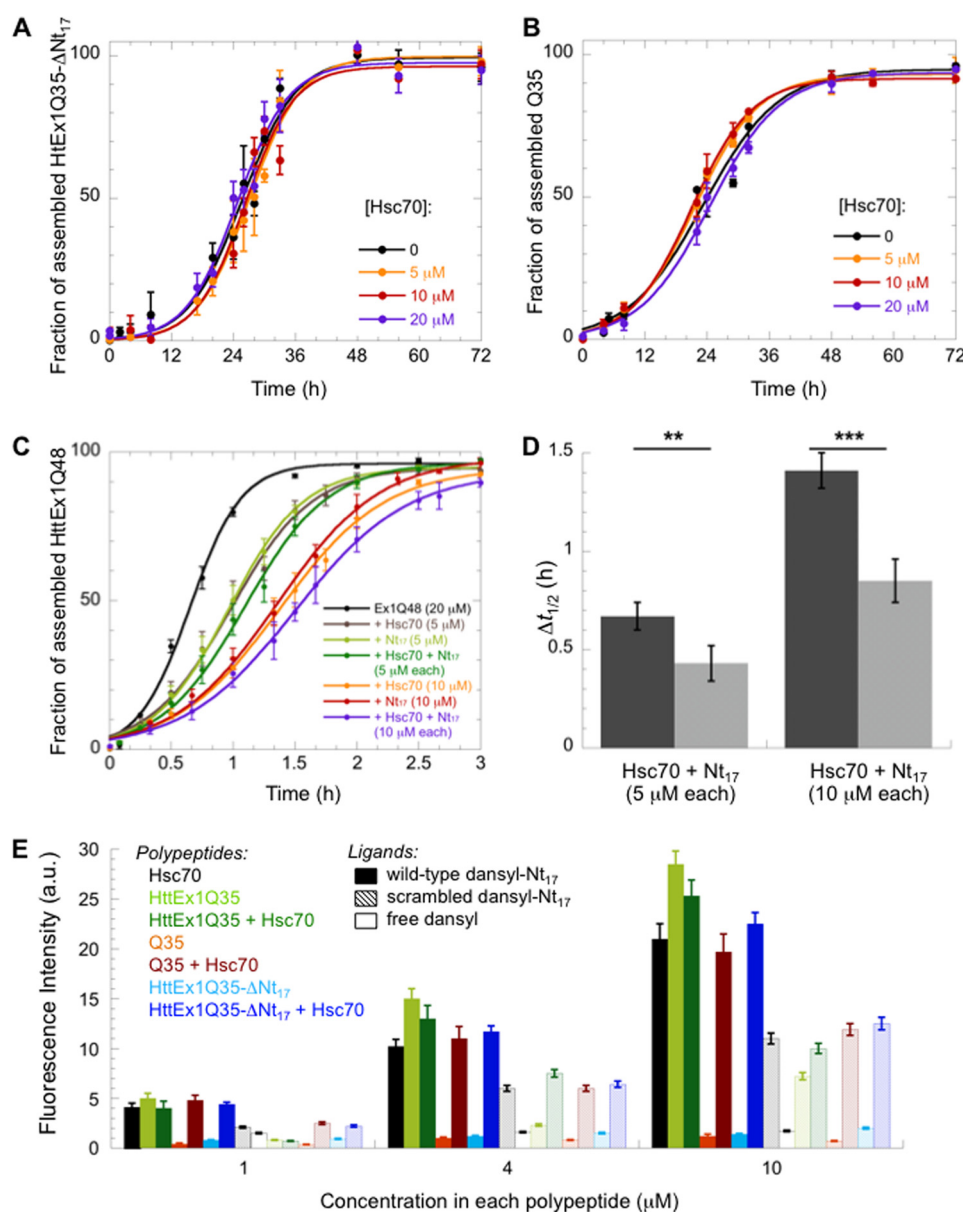 A
Fraction of assembled HtEx1Q35-ΔNt17
100
50
0
0 12 24 36 48 60 72
Time (h)
[Hsc70]:
0
5 μM
10 μM
20 μM
B
Fraction of assembled Q35
100
50
0
0 12 24 36 48 60 72
Time (h)
[Hsc70]:
0
5 μM
10 μM
20 μM
C
Fraction of assembled HttEx1Q48
100
50
0
0 0.5 1 1.5 2 2.5 3
Time (h)
Ex1Q48 (20 μM)
+ Hsc70 (5 μM)
+ Nt17 (5 μM)
+ Hsc70 + Nt17
(5 μM each)
+ Hsc70 (10 μM)
+ Nt17 (10 μM)
+ Hsc70 + Nt17
(10 μM each)
D
** ***
Δt1/2 (h)
1.5
1
0.5
0
Hsc70 + Nt17 Hsc70 + Nt17
(5 μM each) (10 μM each)
E
Fluorescence Intensity (a.u.)
30
25
20
15
10
5
0
Polypeptides:
Hsc70
HttEx1Q35
HttEx1Q35 + Hsc70
Q35
Q35 + Hsc70
HttEx1Q35-ΔNt17
HttEx1Q35-ΔNt17 + Hsc70
Ligands:
wild-type dansyl-Nt17
scrambled dansyl-Nt17
free dansyl
1 4 10
Concentration in each polypeptide (μM)